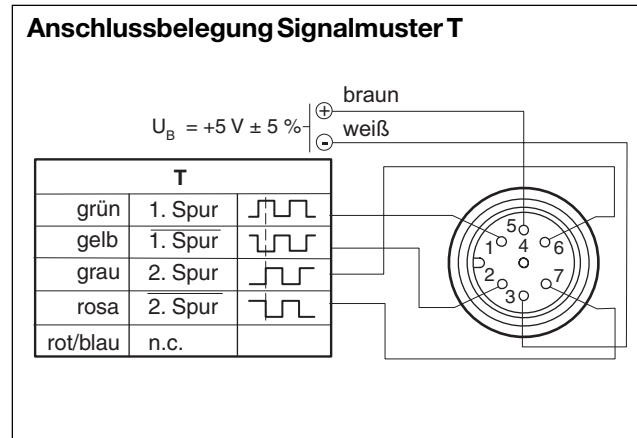 Anschlussbelegung Signalmuster T
braun
U_B = +5 V ± 5 %
+
weiß
-
T
grün 1. Spur
gelb 1. Spur
grau 2. Spur
rosa 2. Spur
rot/blau n.c.
5
1 4 6
2 7
3